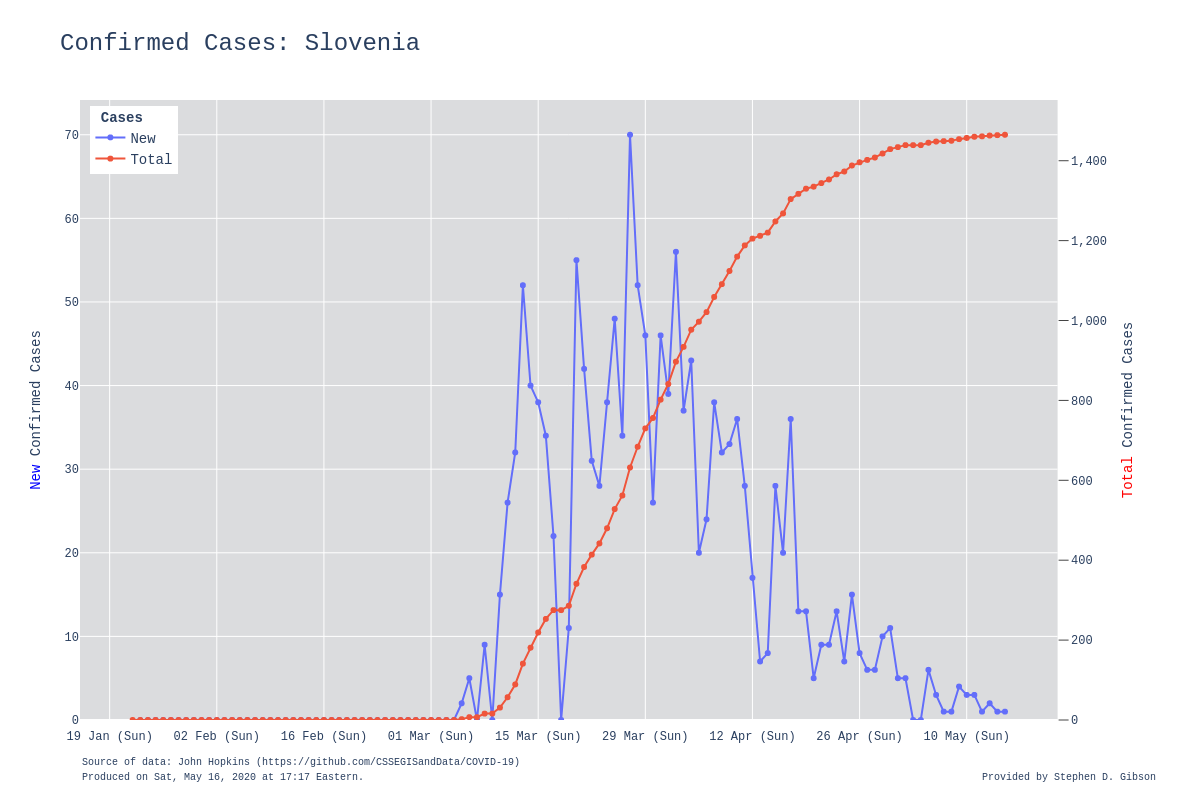 Confirmed Cases: Slovenia
Cases
New
Total
70
60
50
40
30
20
10
0
New Confirmed Cases
1,400
1,200
1,000
800
600
400
200
0
Total Confirmed Cases
19 Jan (Sun) 02 Feb (Sun) 16 Feb (Sun) 01 Mar (Sun) 15 Mar (Sun) 29 Mar (Sun) 12 Apr (Sun) 26 Apr (Sun) 10 May (Sun)
Source of data: John Hopkins (https://github.com/CSSEGISandData/COVID-19)
Produced on Sat, May 16, 2020 at 17:17 Eastern.
Provided by Stephen D. Gibson